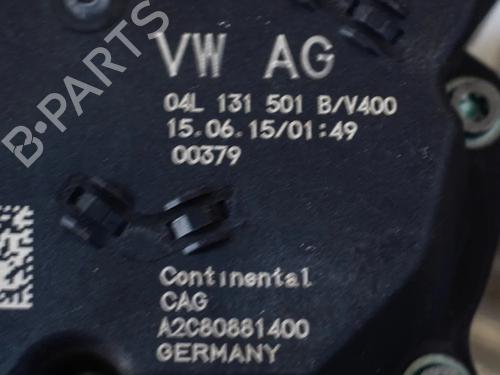 B-PARTS
VW AG
04L 131 501 B/V400
15.06.15/01:49
00379
Continental
CAG
A2C80881400
GERMANY